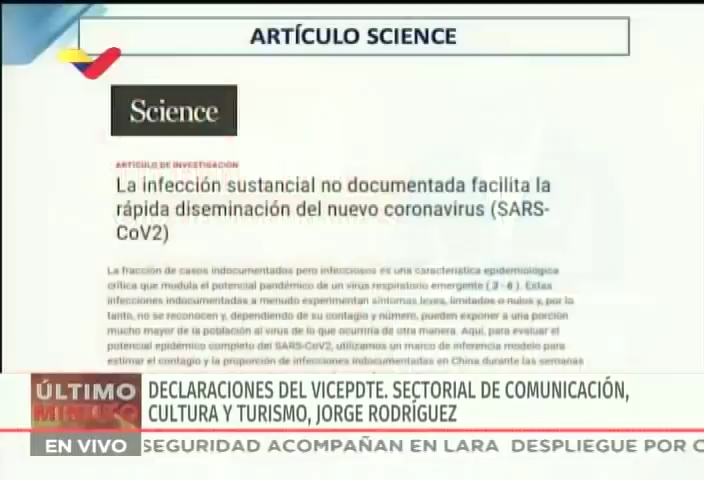 ARTÍCULO SCIENCE
Science
ARTÍCULO DE INVESTIGACIÓN
La infección sustancial no documentada facilita la
rápida diseminación del nuevo coronavirus (SARS-
CoV2)
La fracción de casos indocumentados pero infecciosos es una característica epidemiológica
crítica que modula el potencial pandémico de un virus respiratorio emergente ( 3 - 6 ). Estas
infecciones indocumentadas a menudo experimentan síntomas leves, limitados o nulos y, por lo
tanto, no se reconocen y, dependiendo de su contagio y número, pueden exponer a una porción
mucho mayor de la población al virus de lo que ocurriría de otra manera. Aquí, para evaluar el
potencial epidémico completo del SARS-CoV2, utilizamos un marco de inferencia modelo para
estimar el contagio y la proporción de infecciones indocumentadas en China durante las semanas
ÚLTIMO
MINUTO
DECLARACIONES DEL VICEPDTE. SECTORIAL DE COMUNICACIÓN,
CULTURA Y TURISMO, JORGE RODRÍGUEZ
EN VIVO
SEGURIDAD ACOMPAÑAN EN LARA DESPLIEGUE POR C